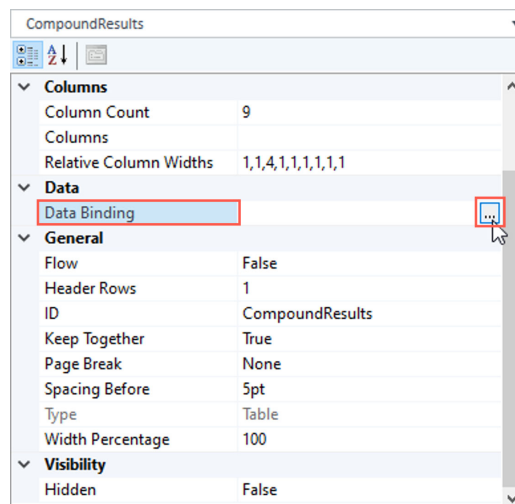 CompoundResults
Columns
Column Count 9
Columns
Relative Column Widths 1,1,4,1,1,1,1,1,1
Data
Data Binding ...
General
Flow False
Header Rows 1
ID CompoundResults
Keep Together True
Page Break None
Spacing Before 5pt
Type Table
Width Percentage 100
Visibility
Hidden False